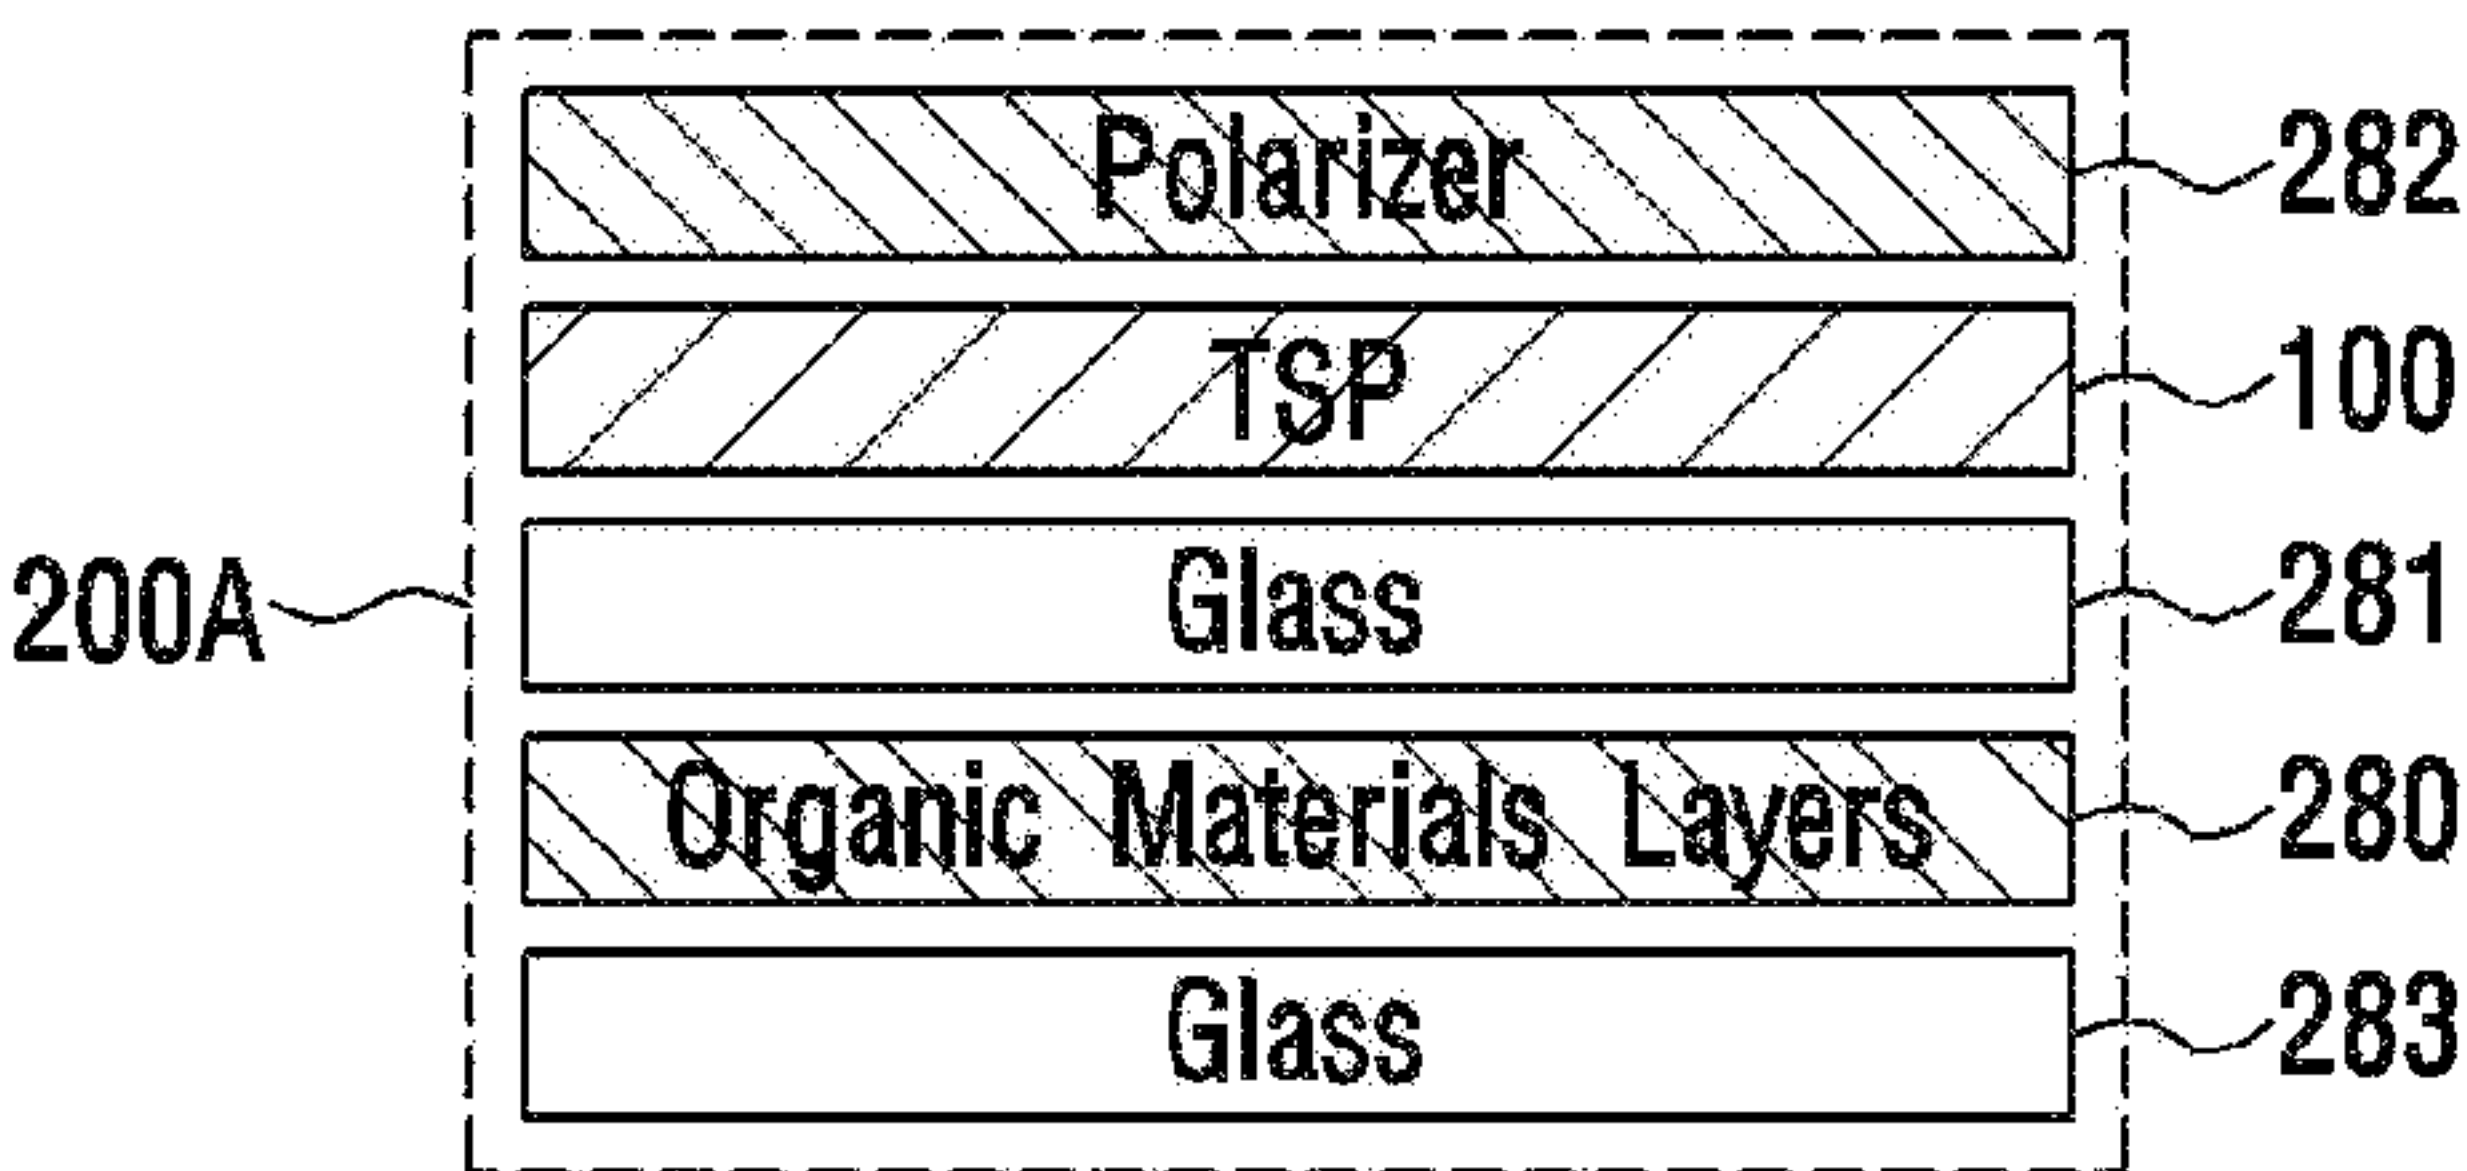 Polarizer 282
TSP 100
200A Glass 281
Organic Materials Layers 280
Glass 283